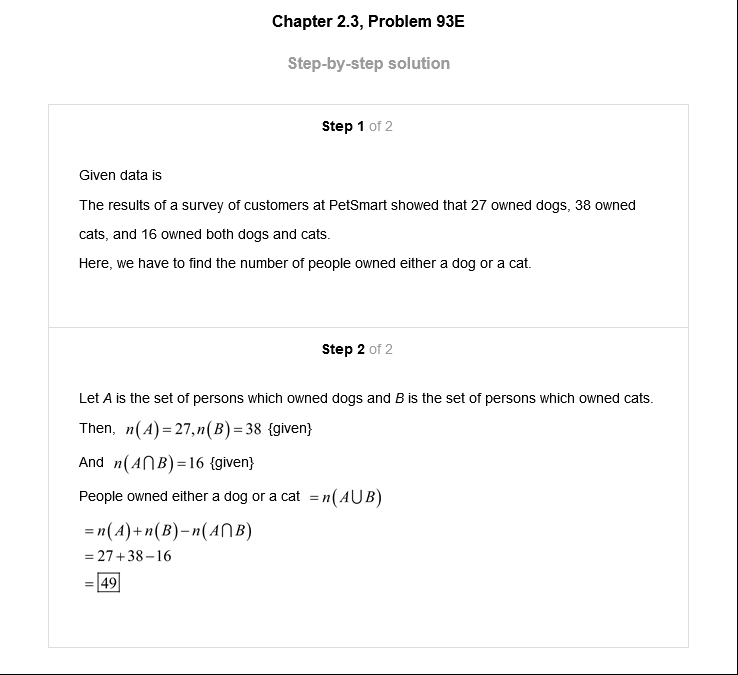 Chapter 2.3, Problem 93E
Step-by-step solution
Step 1 of 2
Given data is
The results of a survey of customers at PetSmart showed that 27 owned dogs, 38 owned
cats, and 16 owned both dogs and cats.
Here, we have to find the number of people owned either a dog or a cat.
Step 2 of 2
Let A is the set of persons which owned dogs and B is the set of persons which owned cats.
Then, n(A)=27,n(B)=38 {given}
And n(A∩B)=16 {given}
People owned either a dog or a cat =n(A∪B)
=n(A)+n(B)−n(A∩B)
=27+38−16
=49